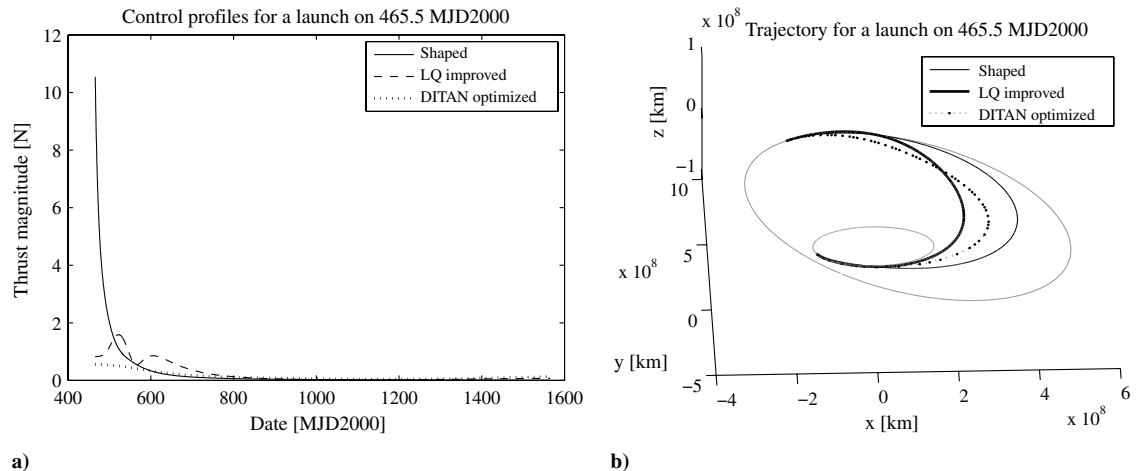 Control profiles for a launch on 465.5 MJD2000
12
10
8
6
4
2
0
Thrust magnitude [N]
Shaped
LQ improved
DITAN optimized
400
600
800
1000
1200
1400
1600
Date [MJD2000]
a)
x 10^8
Trajectory for a launch on 465.5 MJD2000
1
0
−1
z [km]
Shaped
LQ improved
DITAN optimized
10
5
0
−5
x 10^8
y [km]
−4
−2
0
2
4
6
x 10^8
x [km]
b)